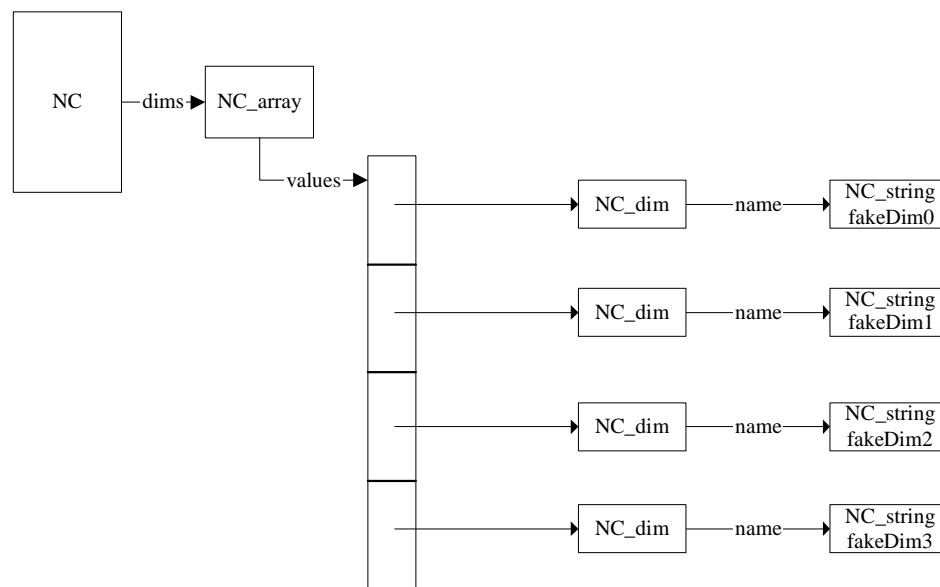 NC
dims
NC_array
values
NC_dim
name
NC_string
fakeDim0
NC_dim
name
NC_string
fakeDim1
NC_dim
name
NC_string
fakeDim2
NC_dim
name
NC_string
fakeDim3